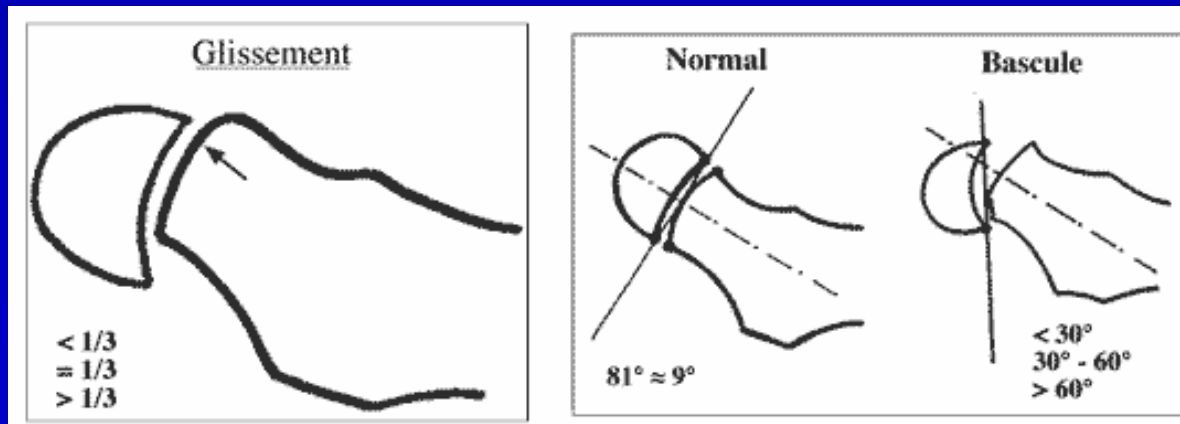 Glissement
< 1/3
= 1/3
> 1/3
Normal
81° ≈ 9°
Bascule
< 30°
30° - 60°
> 60°